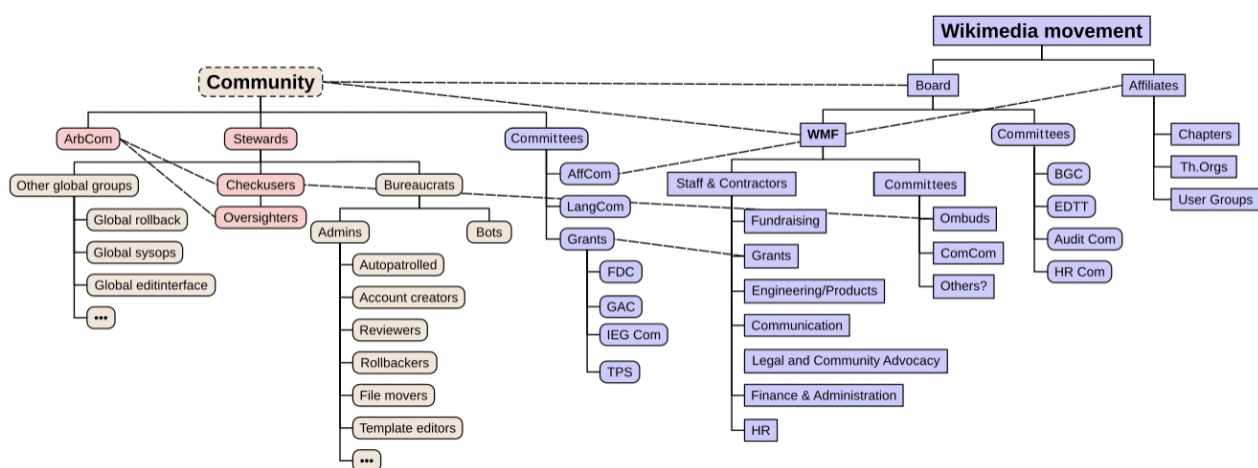 Wikimedia movement
Community
Board
Affiliates
ArbCom
Stewards
Committees
WMF
Committees
Chapters
AffCom
Th.Orgs
BGC
Other global groups
Checkusers
Bureaucrats
Staff & Contractors
Committees
User Groups
LangCom
EDTT
Global rollback
Oversighters
Fundraising
Ombuds
Admins
Bots
Grants
Audit Com
Global sysops
Grants
ComCom
Autopatrolled
FDC
HR Com
Global editinterface
Engineering/Products
Others?
Account creators
GAC
•••
Communication
Reviewers
IEG Com
Rollbackers
Legal and Community Advocacy
TPS
File movers
Finance & Administration
Template editors
HR
•••